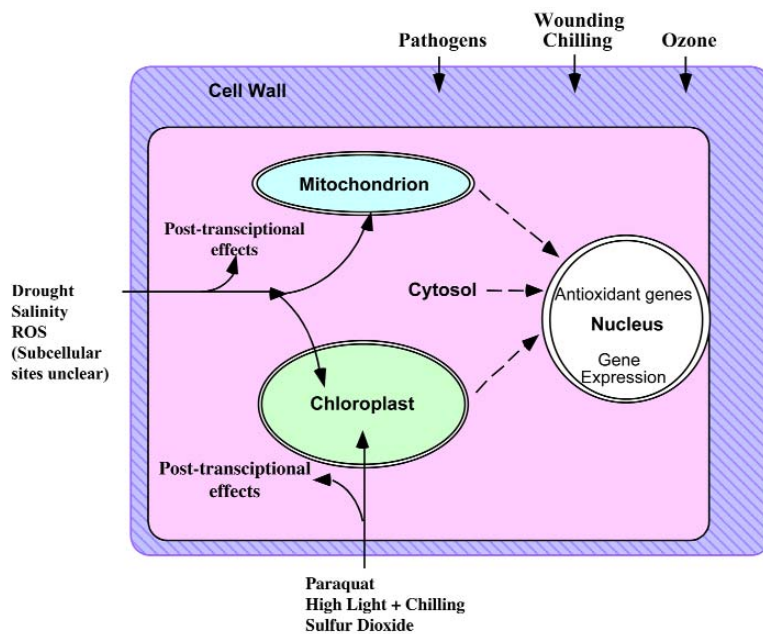 Wounding
Pathogens
Chilling
Ozone
Cell Wall
Mitochondrion
Post-transciptional
effects
Drought
Salinity
ROS
(Subcellular
sites unclear)
Cytosol
Antioxidant genes
Nucleus
Gene
Expression
Chloroplast
Post-transciptional
effects
Paraquat
High Light + Chilling
Sulfur Dioxide